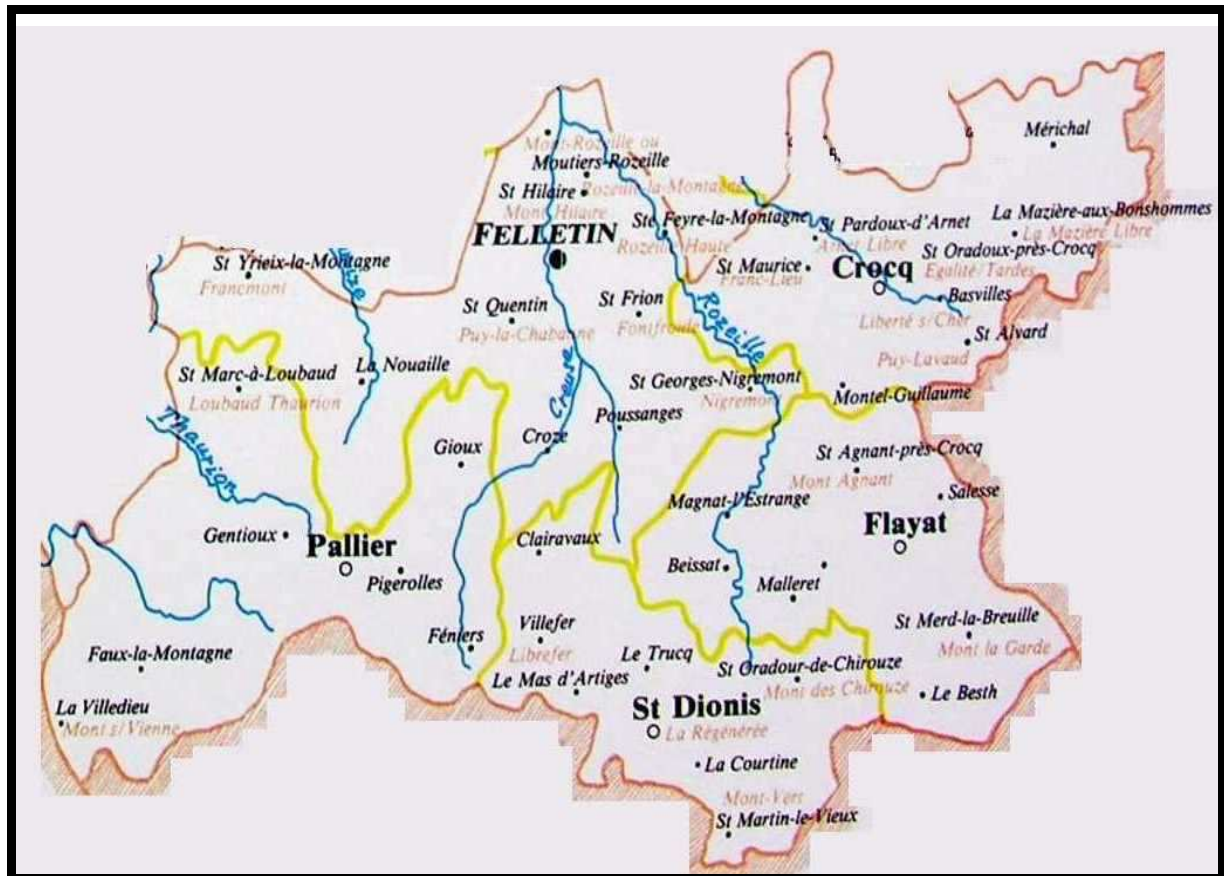 Mérichal
Mont-Rozeille ou
Moutiers-Rozeille
St Hilaire
Rozeille-la-Montagne
Mont Hilaire
FELLETIN
Ste Feyre-la-Montagne
Rozeille-Haute
St Pardoux-d'Arnet
Arnet Libre
La Mazière-aux-Bonshommes
La Mazière Libre
St Oradoux-près-Crocq
Egalité/Tardes
St Maurice
Franc-Lieu
Crocq
Basvilles
Liberté s/Cher
St Alvard
Puy-Lavaud
St Yrieix-la-Montagne
Francmont
St Quentin
Puy-la-Chabanne
St Frion
Fontfroide
Rozeille
St Marc-à-Loubaud
Loubaud Thaurion
La Nouaille
St Georges-Nigremont
Nigremont
Montel-Guillaume
Creuse
Poussanges
Thaurion
Gioux
Croze
St Agnant-près-Crocq
Mont Agnant
Magnat-l'Estrange
Salesse
Flayat
Gentioux
Pallier
Pigerolles
Clairavaux
Beissat
Malleret
Féniers
Villefer
Librefer
Le Trucq
Le Mas d'Artiges
St Oradour-de-Chirouze
Mont des Chirouze
St Merd-la-Breuille
Mont la Garde
Le Besth
Faux-la-Montagne
La Villedieu
Mont s/Vienne
St Dionis
La Régénérée
La Courtine
Mont-Vert
St Martin-le-Vieux